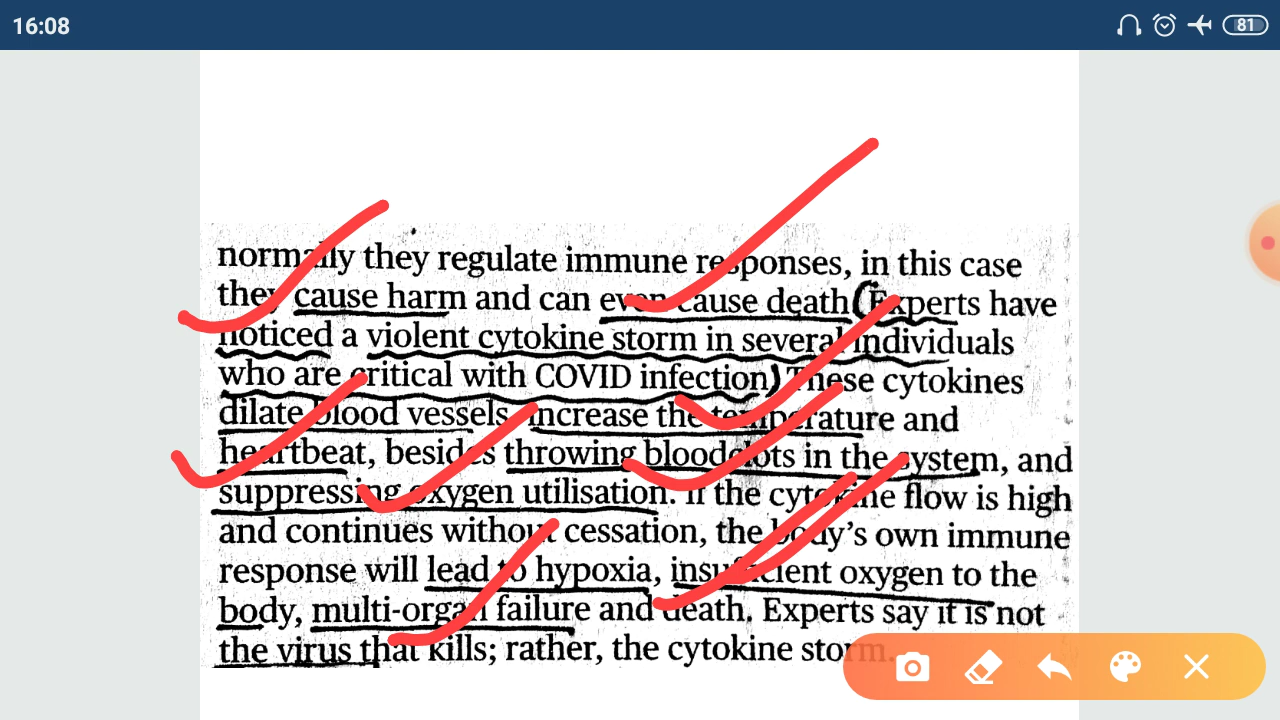 16:08
81
normally they regulate immune responses, in this case
they cause harm and can even cause death (Experts have
noticed a violent cytokine storm in several individuals
who are critical with COVID infection) These cytokines
dilate blood vessels, increase the temperature and
heartbeat, besides throwing bloodclots in the system, and
suppressing oxygen utilisation. If the cytokine flow is high
and continues without cessation, the body's own immune
response will lead to hypoxia, insufficient oxygen to the
body, multi-organ failure and death. Experts say it is not
the virus that kills; rather, the cytokine storm.